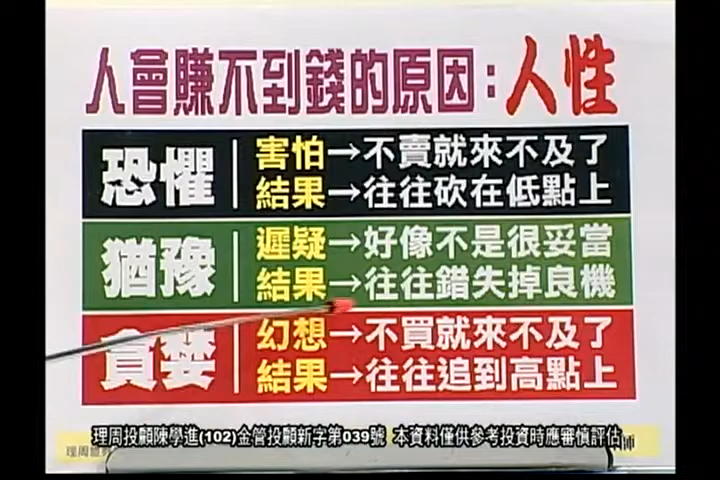 人會賺不到錢的原因：人性
恐懼
害怕→不賣就來不及了
結果→往往砍在低點上
猶豫
遲疑→好像不是很妥當
結果→往往錯失掉良機
貪婪
幻想→不買就來不及了
結果→往往追到高點上
理周投顧陳學進(102)金管投顧新字第039號 本資料僅供參考投資時應審慎評估
理周投顧
師